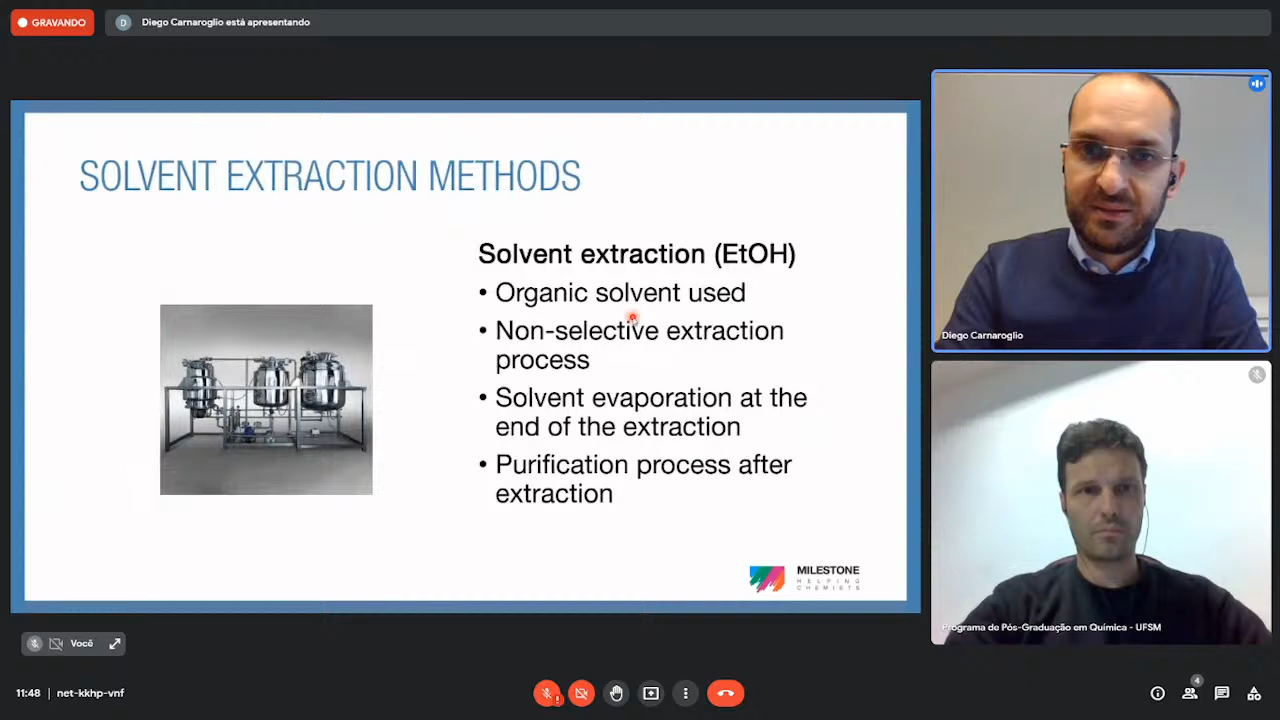 GRAVANDO
D
Diego Carnaroglio está apresentando
SOLVENT EXTRACTION METHODS
Solvent extraction (EtOH)
• Organic solvent used
• Non-selective extraction
process
• Solvent evaporation at the
end of the extraction
• Purification process after
extraction
MILESTONE
HELPING
CHEMISTS
Diego Carnaroglio
Programa de Pós-Graduação em Química - UFSM
Você
11:48 | net-kkhp-vnf
4